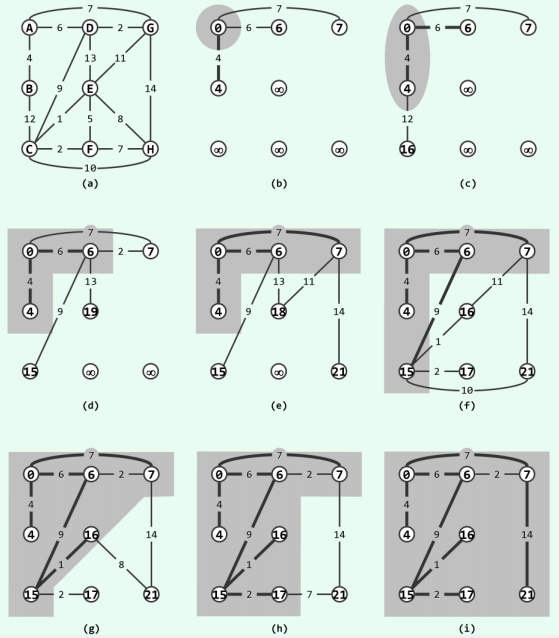 7 7 7
A 6 D 2 G 0 6 6 7 0 6 6 7
4 13 11 4 4
B 9 E 14 4 ∞ 4 ∞
12 1 5 8 12
C 2 F 7 H ∞ ∞ ∞ 16 ∞ ∞
10
(a) (b) (c)
7 7 7
0 6 6 2 7 0 6 6 7 0 6 6 7
4 13 4 13 11 4 11
4 9 19 4 9 18 14 4 9 16 14
1
15 ∞ ∞ 15 21 15 2 17 21
10
(d) (e) (f)
7 7 7
0 6 6 2 7 0 6 6 2 7 0 6 6 2 7
4 4 4
4 9 16 14 4 9 16 14 4 9 16 14
1 8 1 1
15 2 17 21 15 2 17 7 21 15 2 17 21
(g) (h) (i)